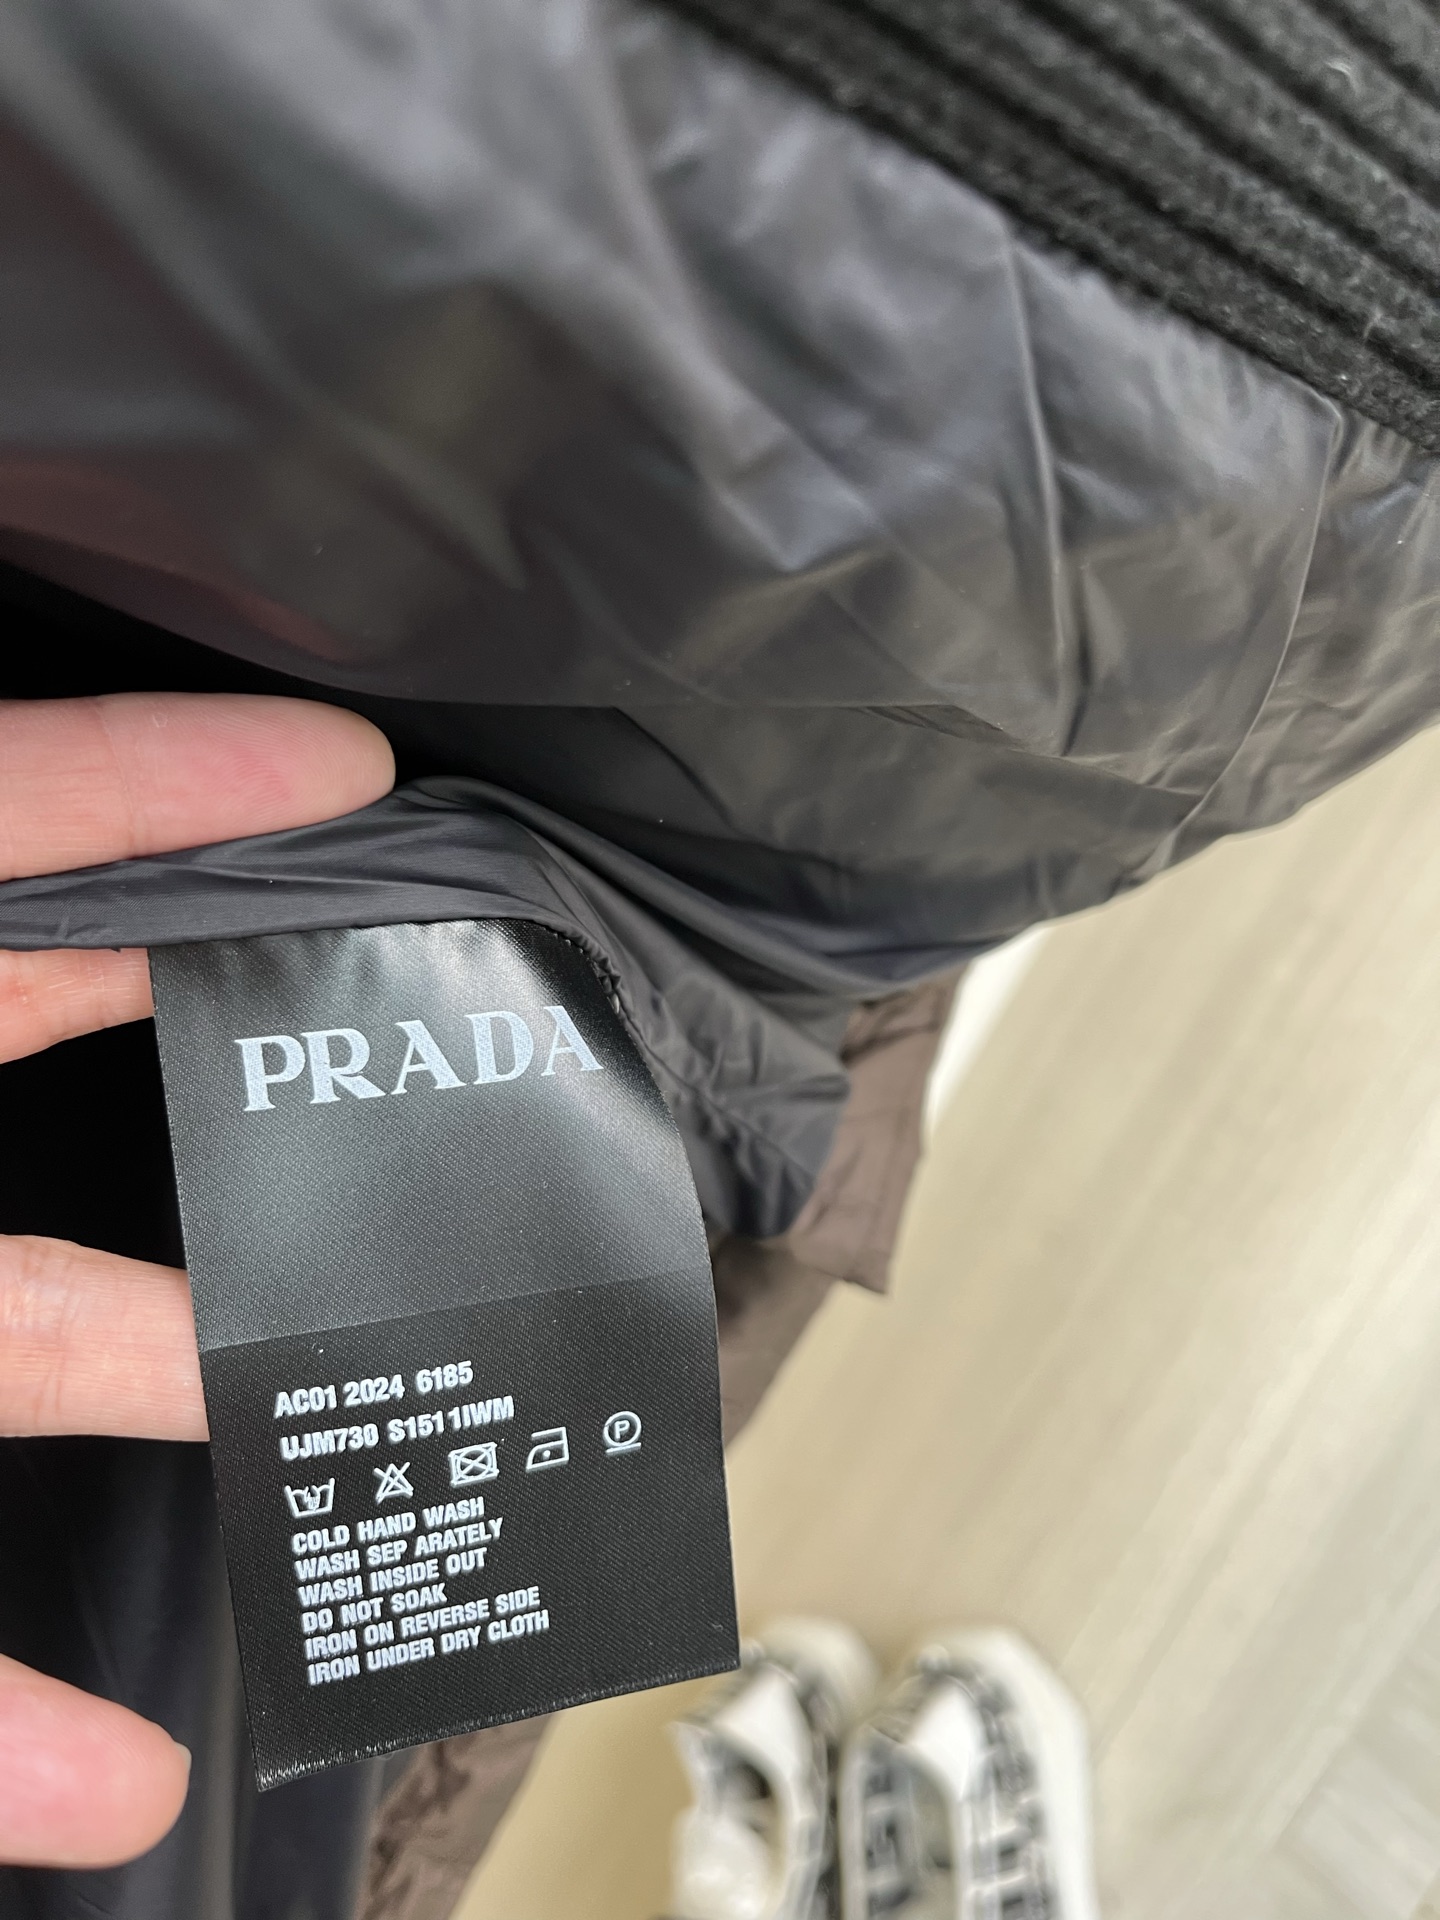 PRADA
AC01 2024 6185
UJM730 S151 1IWM
P
COLD HAND WASH
WASH SEP ARATELY
WASH INSIDE OUT
DO NOT SOAK
IRON ON REVERSE SIDE
IRON UNDER DRY CLOTH